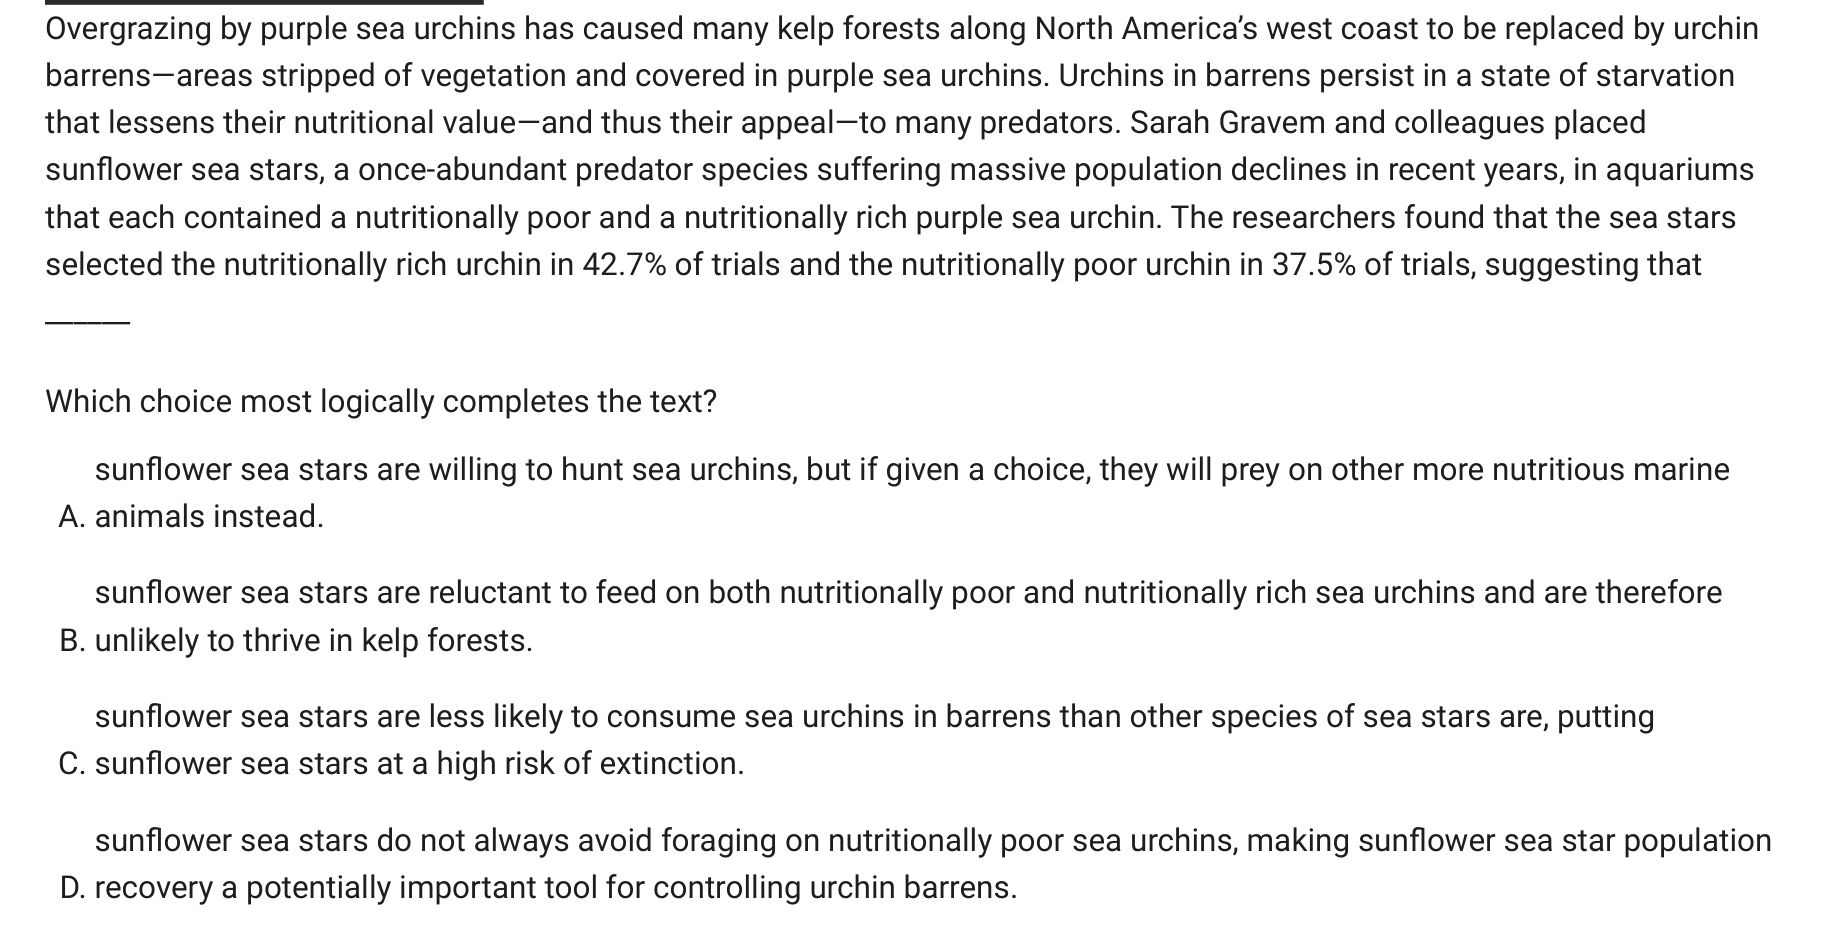 Overgrazing by purple sea urchins has caused many kelp forests along North America’s west coast to be replaced by urchin
barrens—areas stripped of vegetation and covered in purple sea urchins. Urchins in barrens persist in a state of starvation
that lessens their nutritional value—and thus their appeal—to many predators. Sarah Gravem and colleagues placed
sunflower sea stars, a once-abundant predator species suffering massive population declines in recent years, in aquariums
that each contained a nutritionally poor and a nutritionally rich purple sea urchin. The researchers found that the sea stars
selected the nutritionally rich urchin in 42.7% of trials and the nutritionally poor urchin in 37.5% of trials, suggesting that
______
Which choice most logically completes the text?
sunflower sea stars are willing to hunt sea urchins, but if given a choice, they will prey on other more nutritious marine
A. animals instead.
sunflower sea stars are reluctant to feed on both nutritionally poor and nutritionally rich sea urchins and are therefore
B. unlikely to thrive in kelp forests.
sunflower sea stars are less likely to consume sea urchins in barrens than other species of sea stars are, putting
C. sunflower sea stars at a high risk of extinction.
sunflower sea stars do not always avoid foraging on nutritionally poor sea urchins, making sunflower sea star population
D. recovery a potentially important tool for controlling urchin barrens.